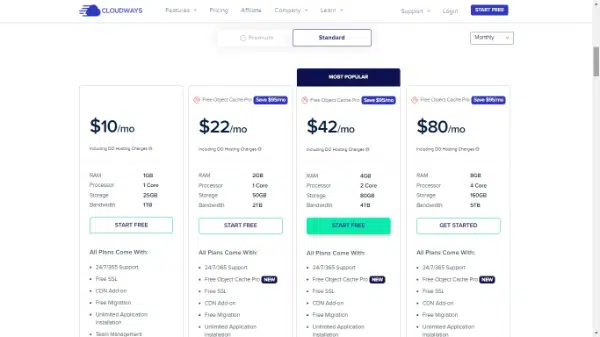 CLOUDWAYS Features Pricing Affiliate Company Learn Support Login START FREE
Premium Standard Monthly
MOST POPULAR
Free Object Cache Pro Save $95/mo Free Object Cache Pro Save $95/mo Free Object Cache Pro Save $95/mo
$10/mo $22/mo $42/mo $80/mo
Including DO Hosting Charges Including DO Hosting Charges Including DO Hosting Charges Including DO Hosting Charges
RAM 1GB RAM 2GB RAM 4GB RAM 8GB
Processor 1 Core Processor 1 Core Processor 2 Core Processor 4 Core
Storage 25GB Storage 50GB Storage 80GB Storage 160GB
Bandwidth 1TB Bandwidth 2TB Bandwidth 4TB Bandwidth 5TB
START FREE START FREE START FREE GET STARTED
All Plans Come With: All Plans Come With: All Plans Come With: All Plans Come With:
24/7/365 Support 24/7/365 Support 24/7/365 Support 24/7/365 Support
Free SSL Free Object Cache Pro NEW Free Object Cache Pro NEW Free Object Cache Pro NEW
CDN Add-on Free SSL Free SSL Free SSL
Free Migration CDN Add-on CDN Add-on CDN Add-on
Unlimited Application Free Migration Free Migration Free Migration
Installation Unlimited Application Unlimited Application Unlimited Application
Team Management Installation Installation Installation